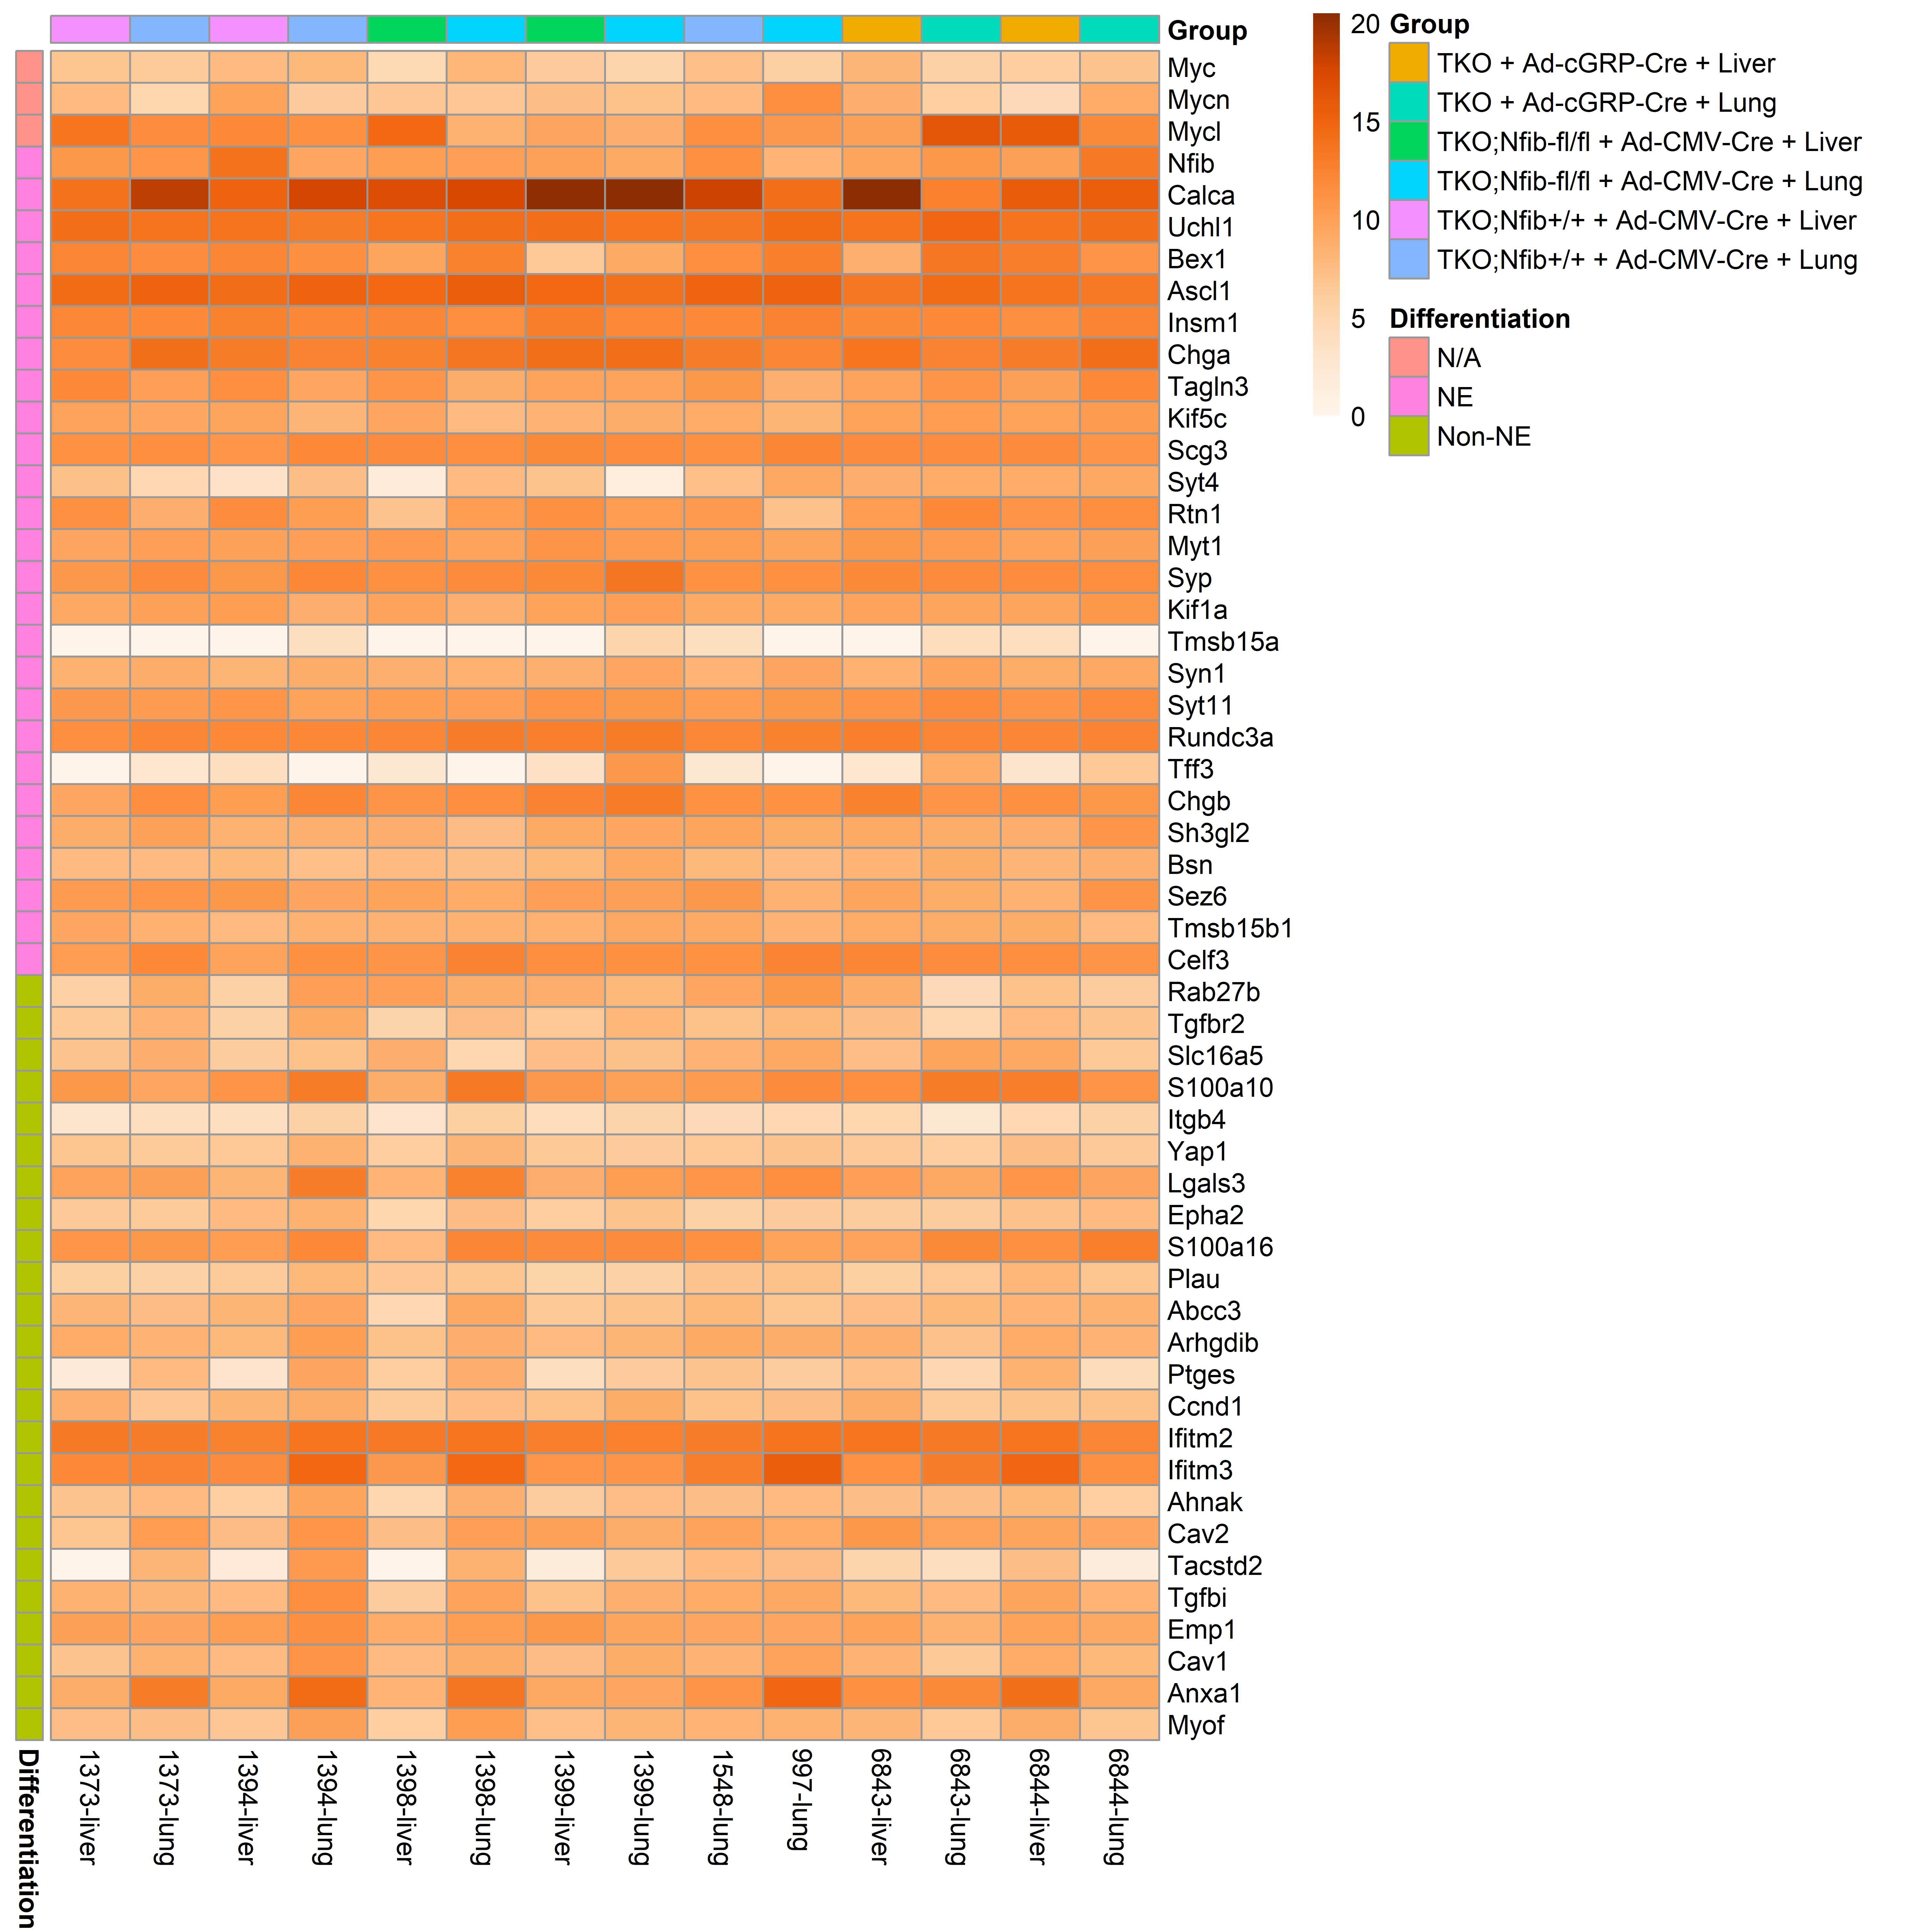 Group
Myc
Mycn
Mycl
Nfib
Calca
Uchl1
Bex1
Ascl1
Insm1
Chga
Tagln3
Kif5c
Scg3
Syt4
Rtn1
Myt1
Syp
Kif1a
Tmsb15a
Syn1
Syt11
Rundc3a
Tff3
Chgb
Sh3gl2
Bsn
Sez6
Tmsb15b1
Celf3
Rab27b
Tgfbr2
Slc16a5
S100a10
Itgb4
Yap1
Lgals3
Epha2
S100a16
Plau
Abcc3
Arhgdib
Ptges
Ccnd1
Ifitm2
Ifitm3
Ahnak
Cav2
Tacstd2
Tgfbi
Emp1
Cav1
Anxa1
Myof
Differentiation
1373-liver
1373-lung
1394-liver
1394-lung
1398-liver
1398-lung
1399-liver
1399-lung
1548-lung
997-lung
6843-liver
6843-lung
6844-liver
6844-lung
20
15
10
5
0
Group
TKO + Ad-cGRP-Cre + Liver
TKO + Ad-cGRP-Cre + Lung
TKO;Nfib-fl/fl + Ad-CMV-Cre + Liver
TKO;Nfib-fl/fl + Ad-CMV-Cre + Lung
TKO;Nfib+/+ + Ad-CMV-Cre + Liver
TKO;Nfib+/+ + Ad-CMV-Cre + Lung
Differentiation
N/A
NE
Non-NE